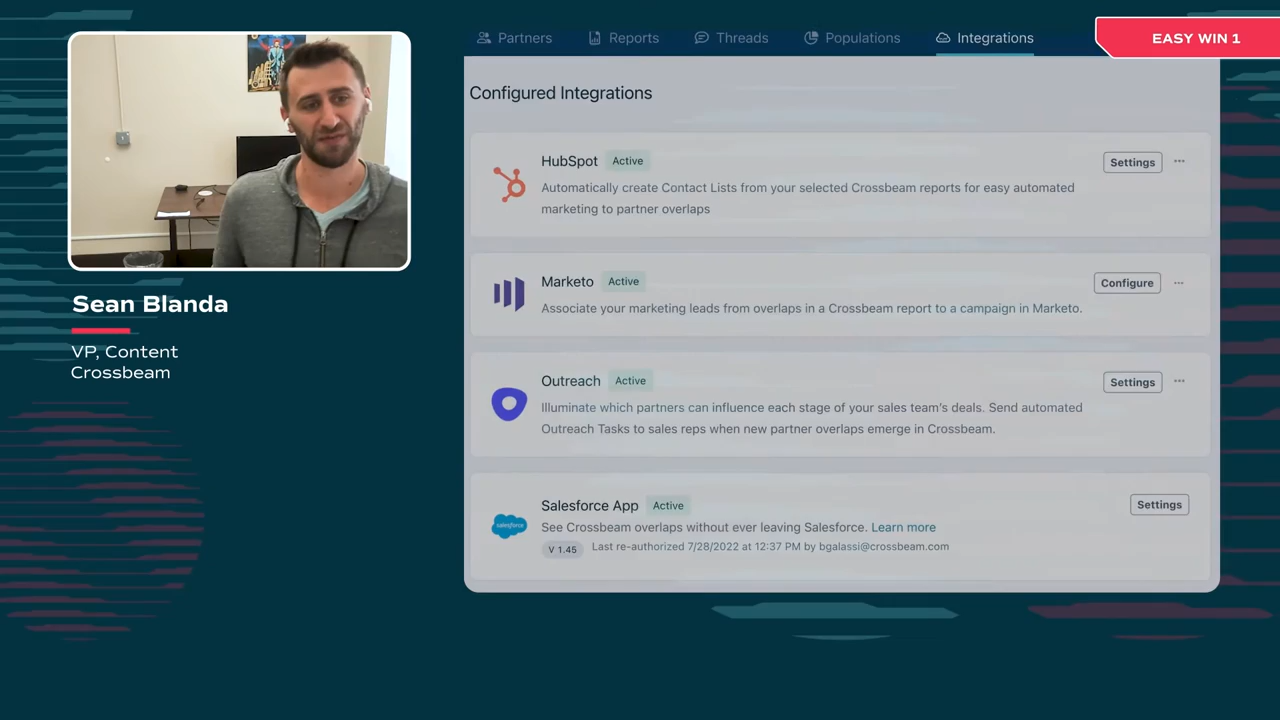 Partners
Reports
Threads
Populations
Integrations
EASY WIN 1
Configured Integrations
HubSpot Active
Settings
Automatically create Contact Lists from your selected Crossbeam reports for easy automated
marketing to partner overlaps
Marketo Active
Configure
Associate your marketing leads from overlaps in a Crossbeam report to a campaign in Marketo.
Outreach Active
Settings
Illuminate which partners can influence each stage of your sales team's deals. Send automated
Outreach Tasks to sales reps when new partner overlaps emerge in Crossbeam.
salesforce
Salesforce App Active
Settings
See Crossbeam overlaps without ever leaving Salesforce. Learn more
V 1.45 Last re-authorized 7/28/2022 at 12:37 PM by bgalassi@crossbeam.com
Sean Blanda
VP, Content
Crossbeam